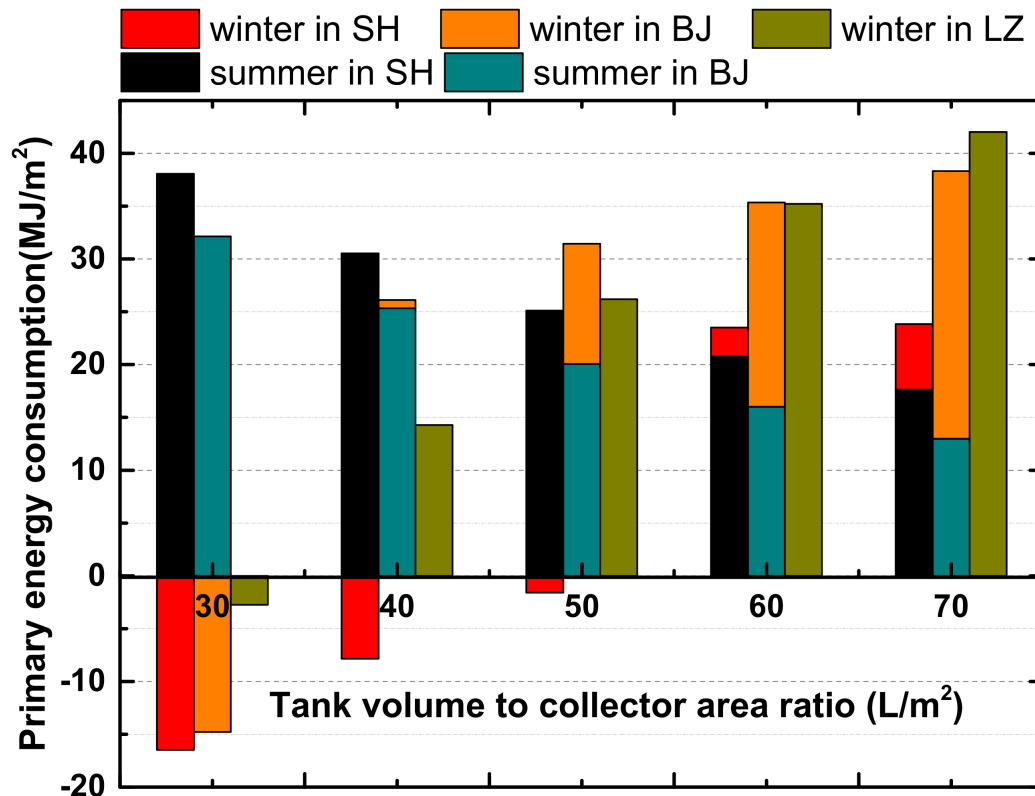 winter in SH winter in BJ winter in LZ
summer in SH summer in BJ
Primary energy consumption(MJ/m²)
40
30
20
10
0
-10
-20
30 40 50 60 70
Tank volume to collector area ratio (L/m²)